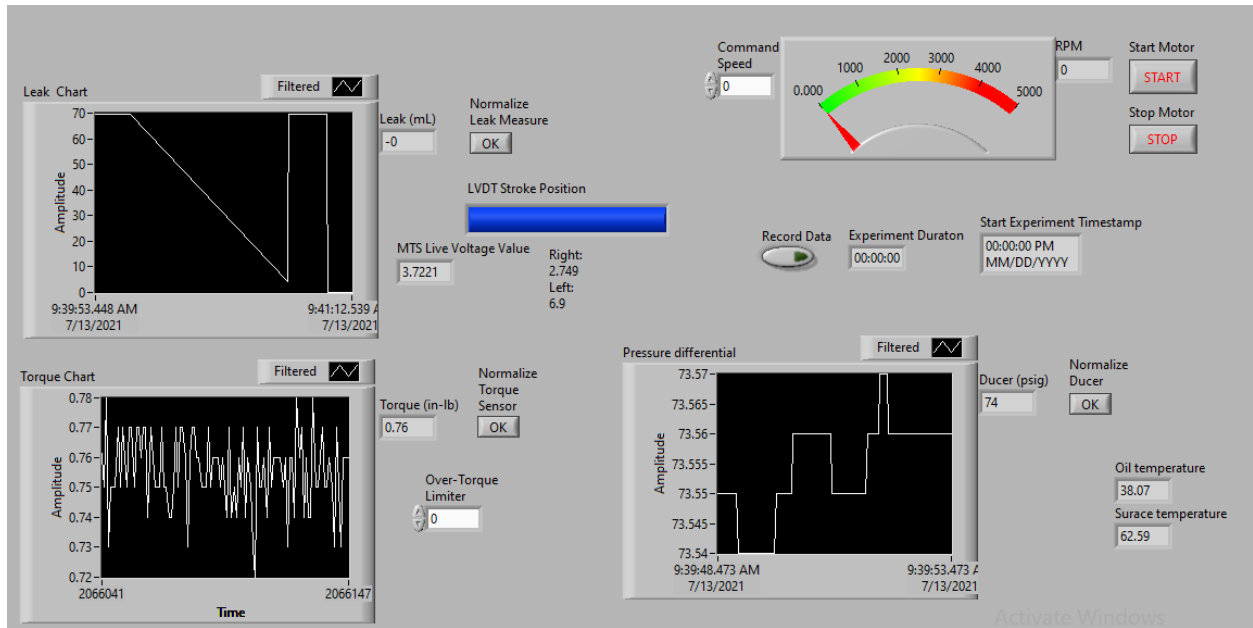 Command
Speed
0
0.000
1000
2000
3000
4000
5000
RPM
0
Start Motor
START
Stop Motor
STOP
Leak Chart
Filtered
70
60
50
40
30
20
10
0
Amplitude
9:39:53.448 AM
7/13/2021
9:41:12.539 A
7/13/2021
Leak (mL)
-0
Normalize
Leak Measure
OK
LVDT Stroke Position
MTS Live Voltage Value
3.7221
Right:
2.749
Left:
6.9
Record Data
Experiment Duraton
00:00:00
Start Experiment Timestamp
00:00:00 PM
MM/DD/YYYY
Torque Chart
Filtered
0.78
0.77
0.76
0.75
0.74
0.73
0.72
Amplitude
2066041
2066147
Time
Torque (in-lb)
0.76
Normalize
Torque
Sensor
OK
Over-Torque
Limiter
0
Pressure differential
Filtered
73.57
73.565
73.56
73.555
73.55
73.545
73.54
Amplitude
9:39:48.473 AM
7/13/2021
9:39:53.473 A
7/13/2021
Ducer (psig)
74
Normalize
Ducer
OK
Oil temperature
38.07
Surace temperature
62.59
Activate Windows